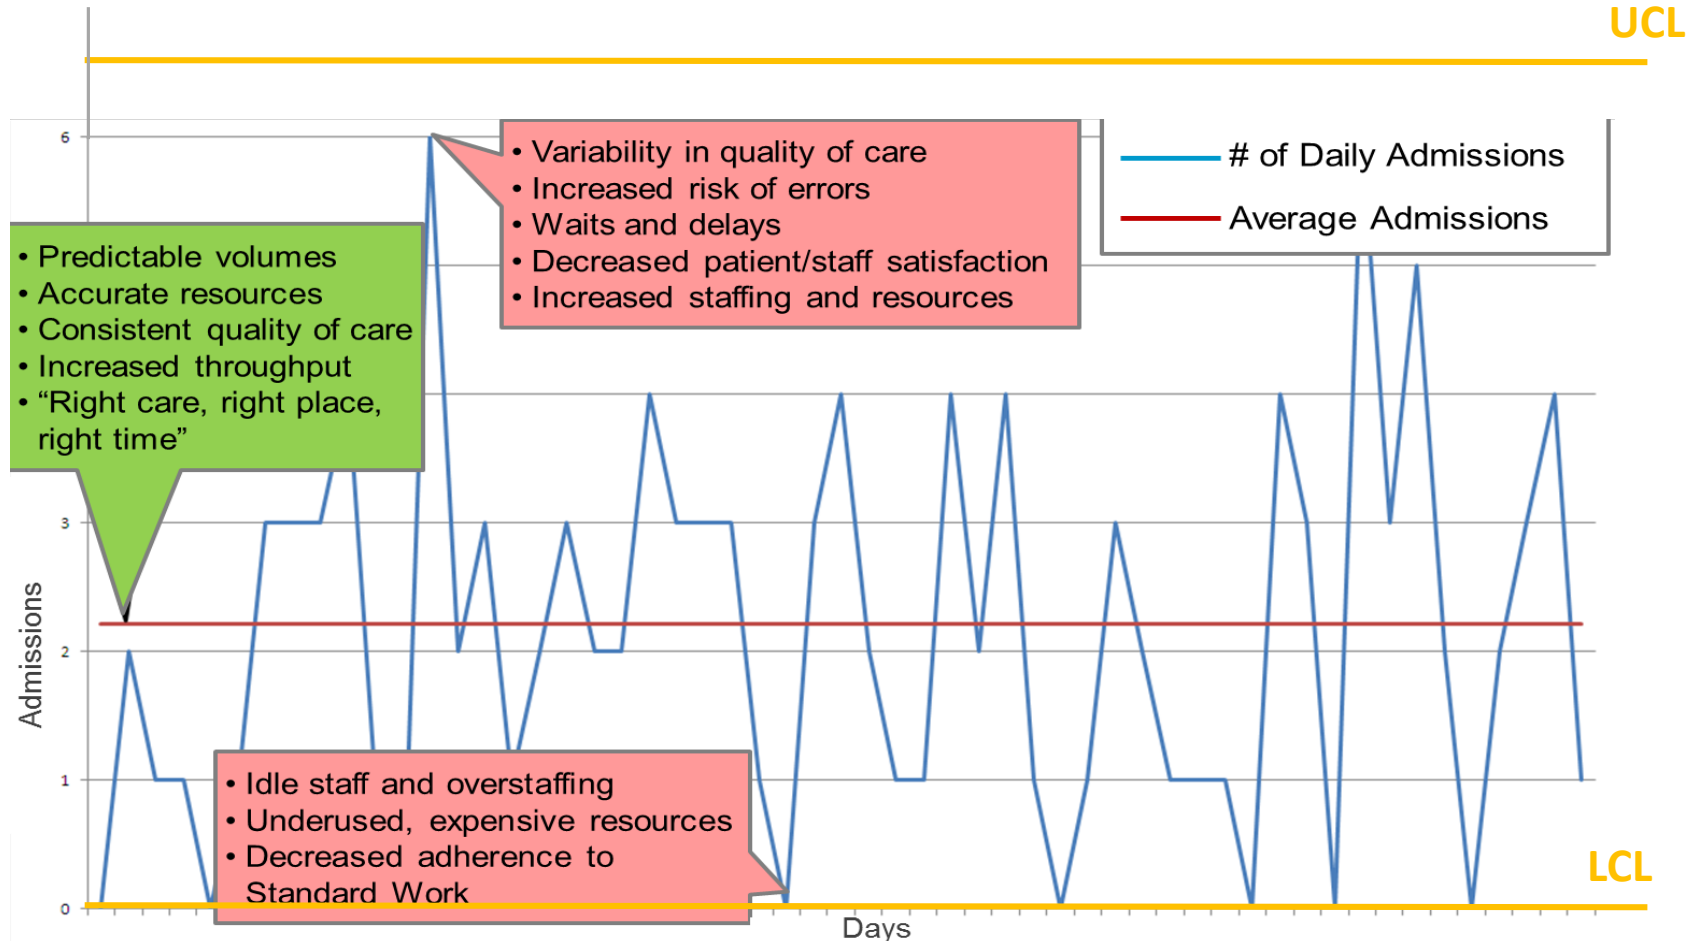 UCL
6
• Variability in quality of care
• Increased risk of errors
• Waits and delays
• Decreased patient/staff satisfaction
• Increased staffing and resources
# of Daily Admissions
Average Admissions
• Predictable volumes
• Accurate resources
• Consistent quality of care
• Increased throughput
• “Right care, right place,
right time”
3
Admissions
2
1
• Idle staff and overstaffing
• Underused, expensive resources
• Decreased adherence to
Standard Work
LCL
0
Days